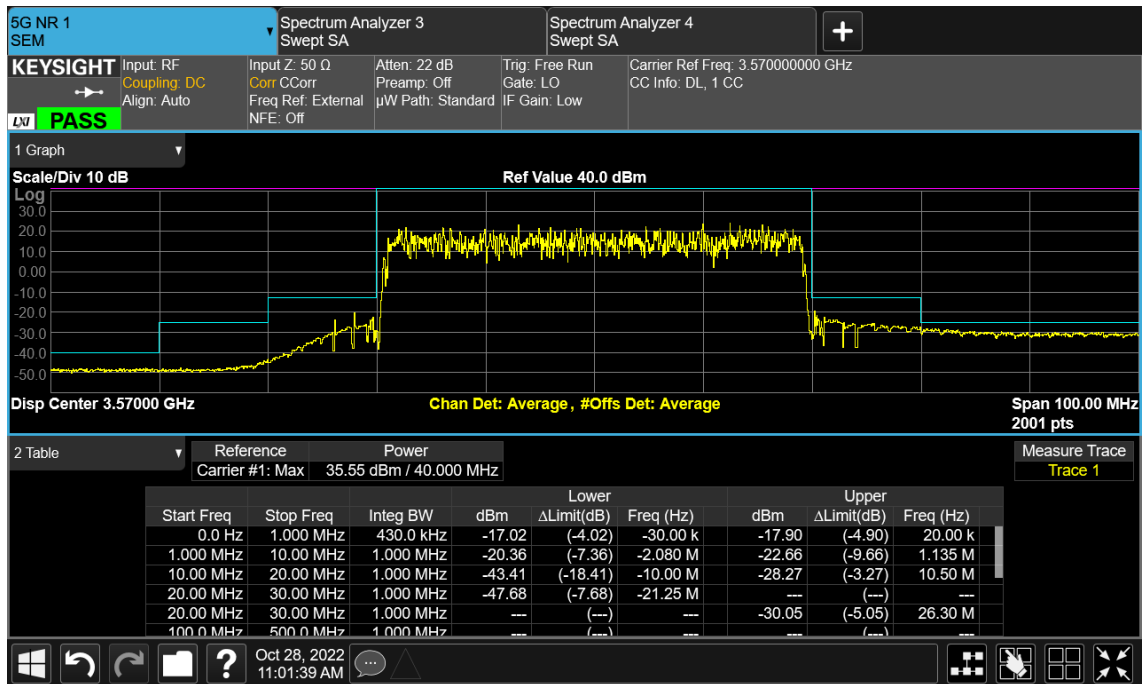 5G NR 1
SEM
Spectrum Analyzer 3
Swept SA
Spectrum Analyzer 4
Swept SA
KEYSIGHT
LXI
PASS
Input: RF
Coupling: DC
Align: Auto
Input Z: 50 Ω
Corr CCorr
Freq Ref: External
NFE: Off
Atten: 22 dB
Preamp: Off
µW Path: Standard
Trig: Free Run
Gate: LO
IF Gain: Low
Carrier Ref Freq: 3.570000000 GHz
CC Info: DL, 1 CC
1 Graph
Scale/Div 10 dB Ref Value 40.0 dBm
Log
30.0
20.0
10.0
0.00
-10.0
-20.0
-30.0
-40.0
-50.0
Disp Center 3.57000 GHz Chan Det: Average, #Offs Det: Average Span 100.00 MHz
2001 pts
2 Table Reference Power Measure Trace
Carrier #1: Max 35.55 dBm / 40.000 MHz Trace 1
Lower Upper
Start Freq Stop Freq Integ BW dBm ΔLimit(dB) Freq (Hz) dBm ΔLimit(dB) Freq (Hz)
0.0 Hz 1.000 MHz 430.0 kHz -17.02 (-4.02) -30.00 k -17.90 (-4.90) 20.00 k
1.000 MHz 10.00 MHz 1.000 MHz -20.36 (-7.36) -2.080 M -22.66 (-9.66) 1.135 M
10.00 MHz 20.00 MHz 1.000 MHz -43.41 (-18.41) -10.00 M -28.27 (-3.27) 10.50 M
20.00 MHz 30.00 MHz 1.000 MHz -47.68 (-7.68) -21.25 M --- (---) ---
20.00 MHz 30.00 MHz 1.000 MHz --- (---) --- -30.05 (-5.05) 26.30 M
100.0 MHz 500.0 MHz 1.000 MHz --- (---) --- --- (---) ---
? Oct 28, 2022
11:01:39 AM